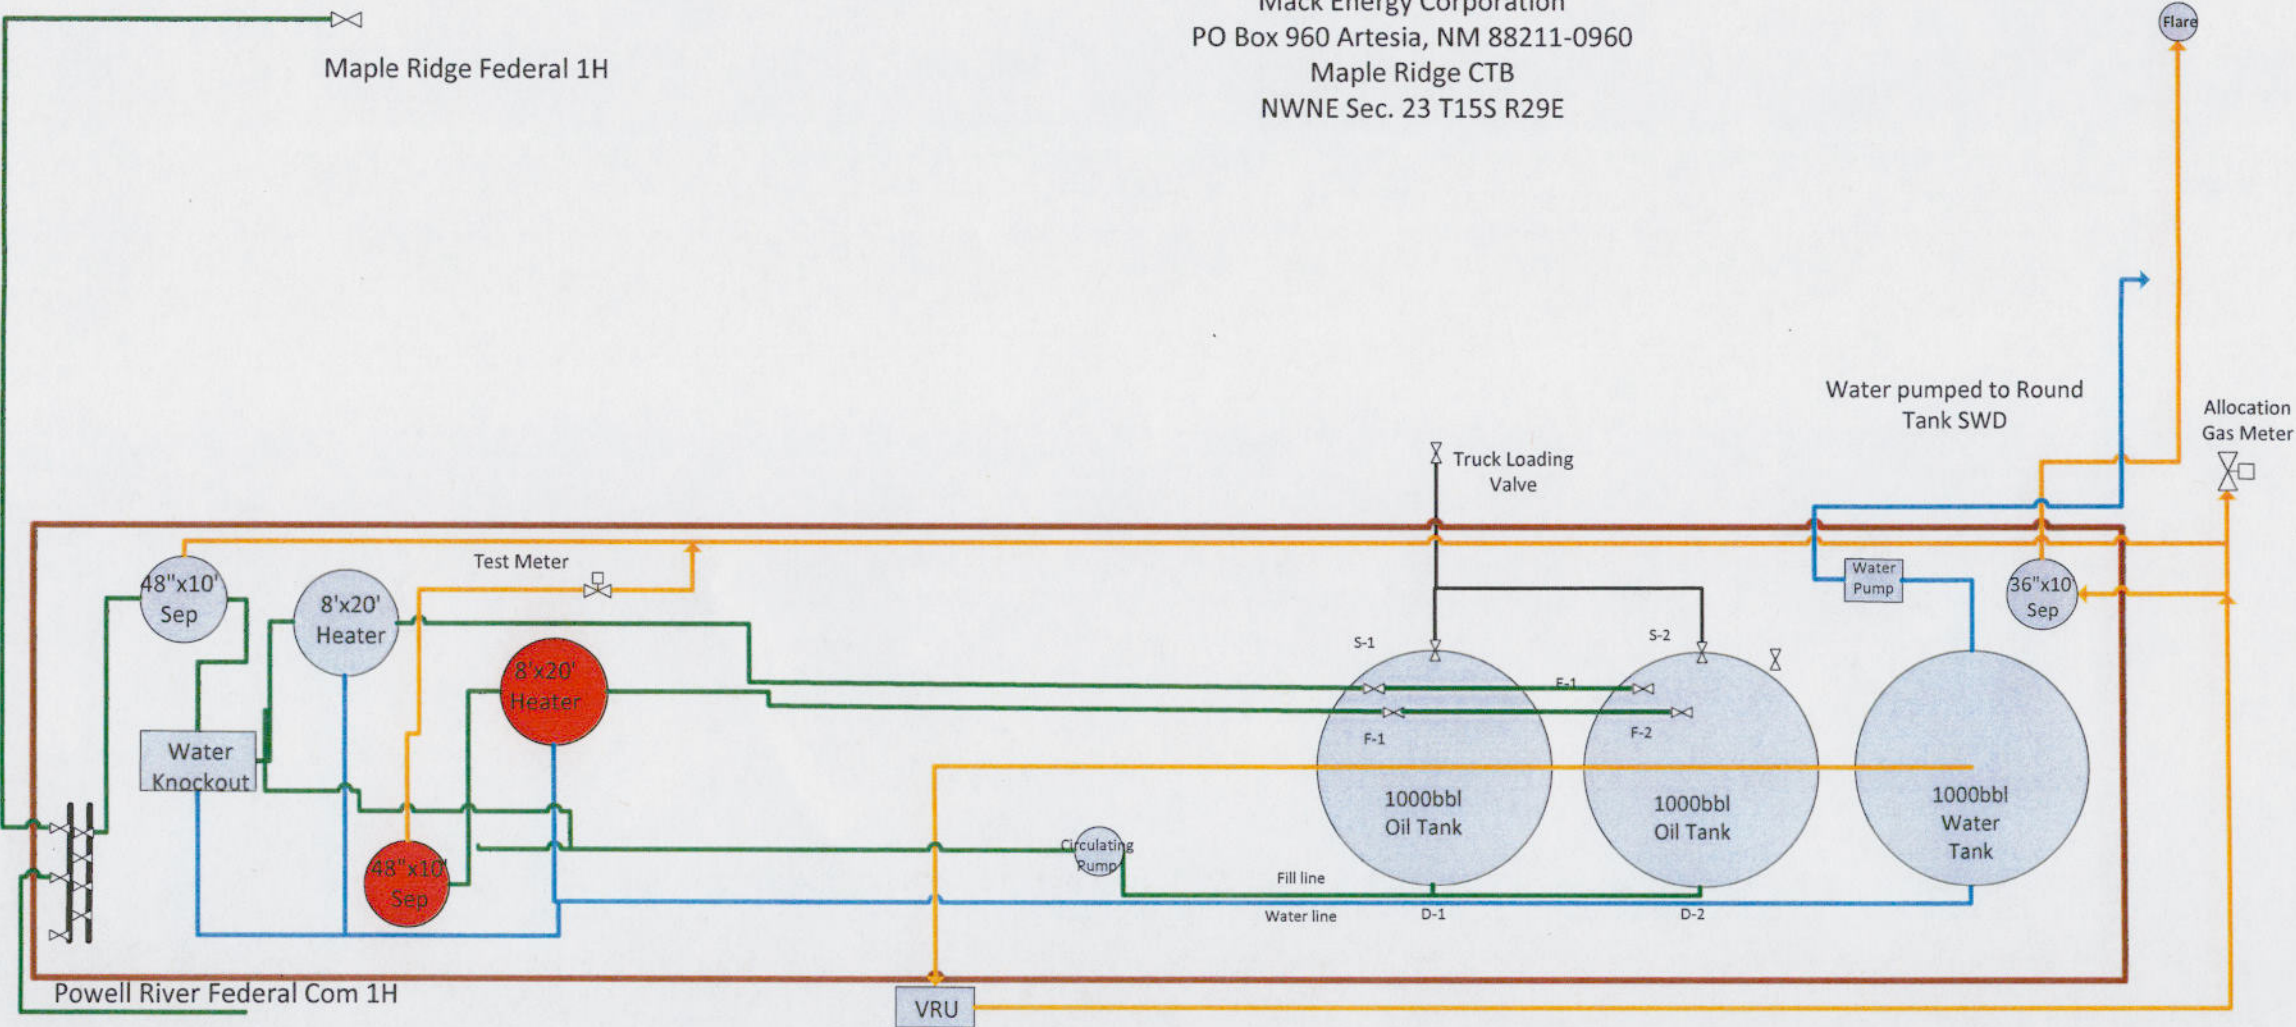 Mack Energy Corporation
PO Box 960 Artesia, NM 88211-0960
Maple Ridge CTB
NWNE Sec. 23 T15S R29E
Flare
Maple Ridge Federal 1H
Water pumped to Round
Tank SWD
Allocation
Gas Meter
Truck Loading
Valve
Test Meter
48"x10'
Sep
8'x20'
Heater
8'x20'
Heater
Water
Pump
36"x10'
Sep
S-1
S-2
F-1
F-1
F-2
Water
Knockout
1000bbl
Oil Tank
1000bbl
Oil Tank
1000bbl
Water
Tank
48"x10'
Sep
Circulating
Pump
Fill line
Water line
D-1
D-2
Powell River Federal Com 1H
VRU